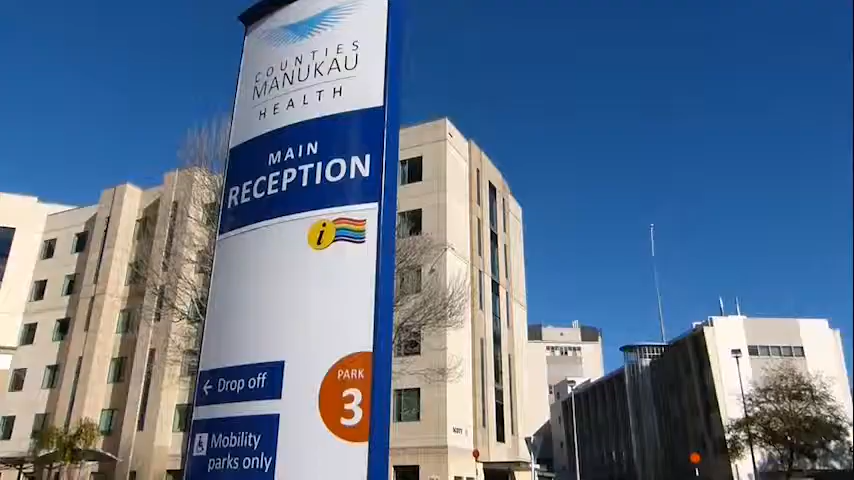 COUNTIES
MANUKAU
HEALTH
MAIN
RECEPTION
i
PARK
3
← Drop off
Mobility
parks only